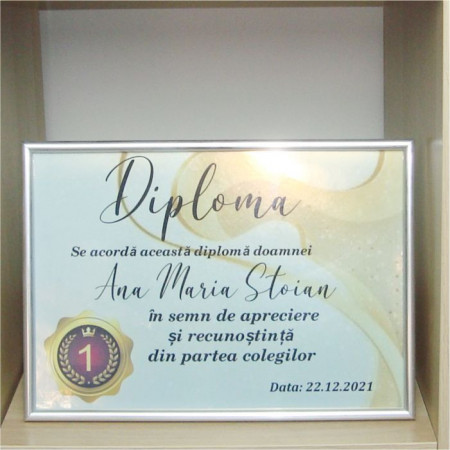 Diploma
Se acordă această diplomă doamnei
Ana Maria Stoian
în semn de apreciere
și recunoștință
din partea colegilor
1
Data: 22.12.2021